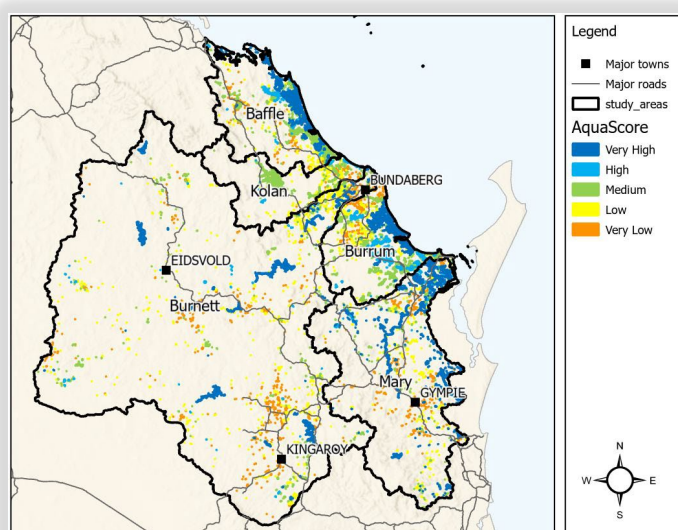 Baffle
Kolan
BUNDABERG
Burrum
EIDSVOLD
Burnett
Mary
GYMPIE
KINGAROY
Legend
Major towns
Major roads
study_areas
AquaScore
Very High
High
Medium
Low
Very Low
N
W E
S